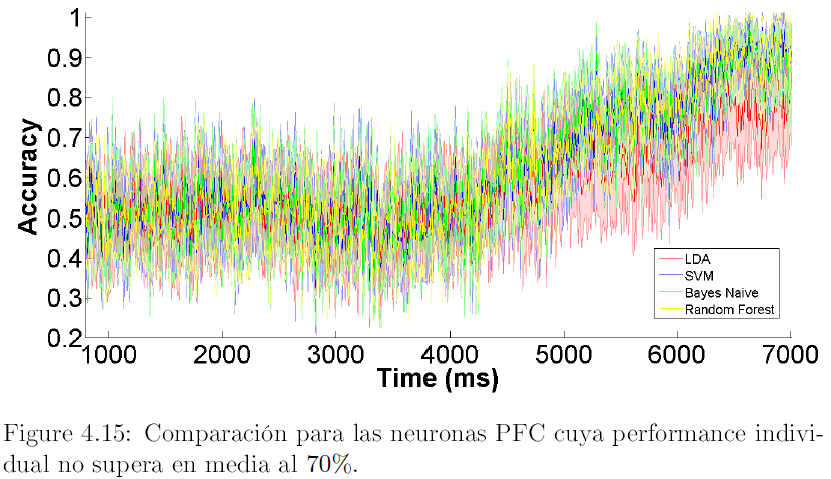 1
0.9
0.8
0.7
0.6
0.5
0.4
0.3
0.2
Accuracy
1000 2000 3000 4000 5000 6000 7000
Time (ms)
LDA
SVM
Bayes Naive
Random Forest
Figure 4.15: Comparación para las neuronas PFC cuya performance indivi-
dual no supera en media al 70%.